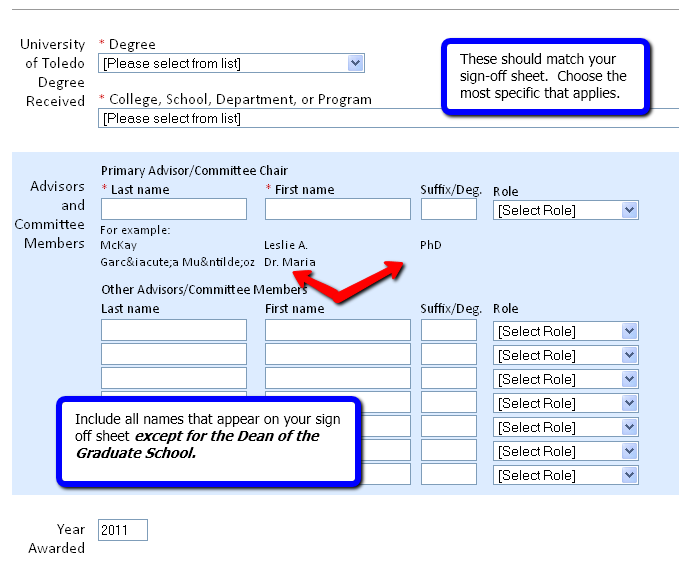 University of Toledo Degree Received
* Degree
[Please select from list]
* College, School, Department, or Program
[Please select from list]
These should match your
sign-off sheet.  Choose the
most specific that applies.
Advisors and Committee Members
Primary Advisor/Committee Chair
* Last name * First name Suffix/Deg. Role
[Select Role]
For example:
McKay Leslie A. PhD
Garc&iacute;a Mu&ntilde;oz Dr. Maria
Other Advisors/Committee Members
Last name First name Suffix/Deg. Role
[Select Role]
[Select Role]
[Select Role]
[Select Role]
[Select Role]
[Select Role]
[Select Role]
Include all names that appear on your sign
off sheet except for the Dean of the
Graduate School.
Year Awarded
2011